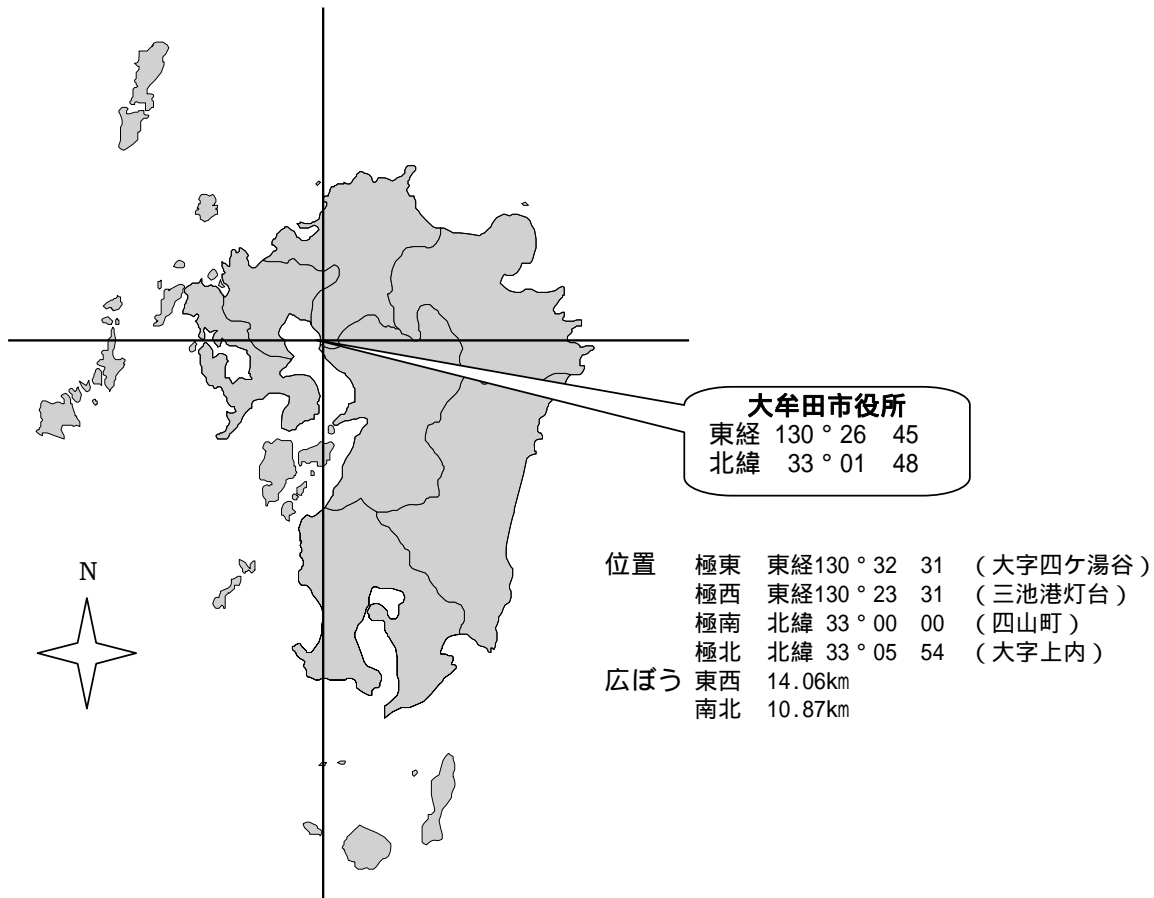 大牟田市役所
東経 130°26 45
北緯 33°01 48
N
位置 極東 東経130°32 31 (大字四ケ湯谷)
極西 東経130°23 31 (三池港灯台)
極南 北緯 33°00 00 (四山町)
極北 北緯 33°05 54 (大字上内)
広ぼう 東西 14.06km
南北 10.87km